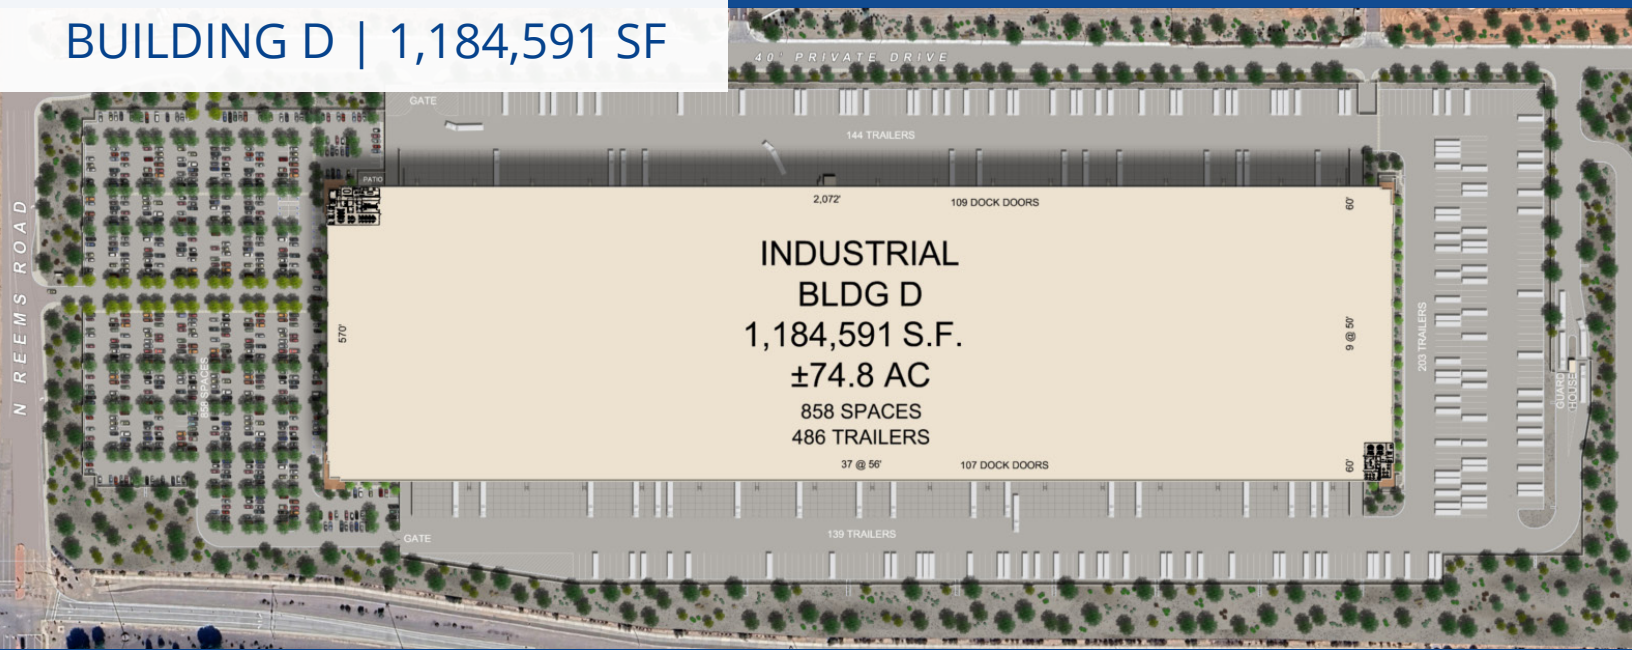 BUILDING D | 1,184,591 SF
40' PRIVATE DRIVE
GATE
144 TRAILERS
PATIO
2,072'
109 DOCK DOORS
60'
N REEMS ROAD
INDUSTRIAL
BLDG D
1,184,591 S.F.
±74.8 AC
858 SPACES
486 TRAILERS
570'
9 @ 50'
203 TRAILERS
858 SPACES
GUARD
HOUSE
37 @ 56'
107 DOCK DOORS
60'
139 TRAILERS
GATE